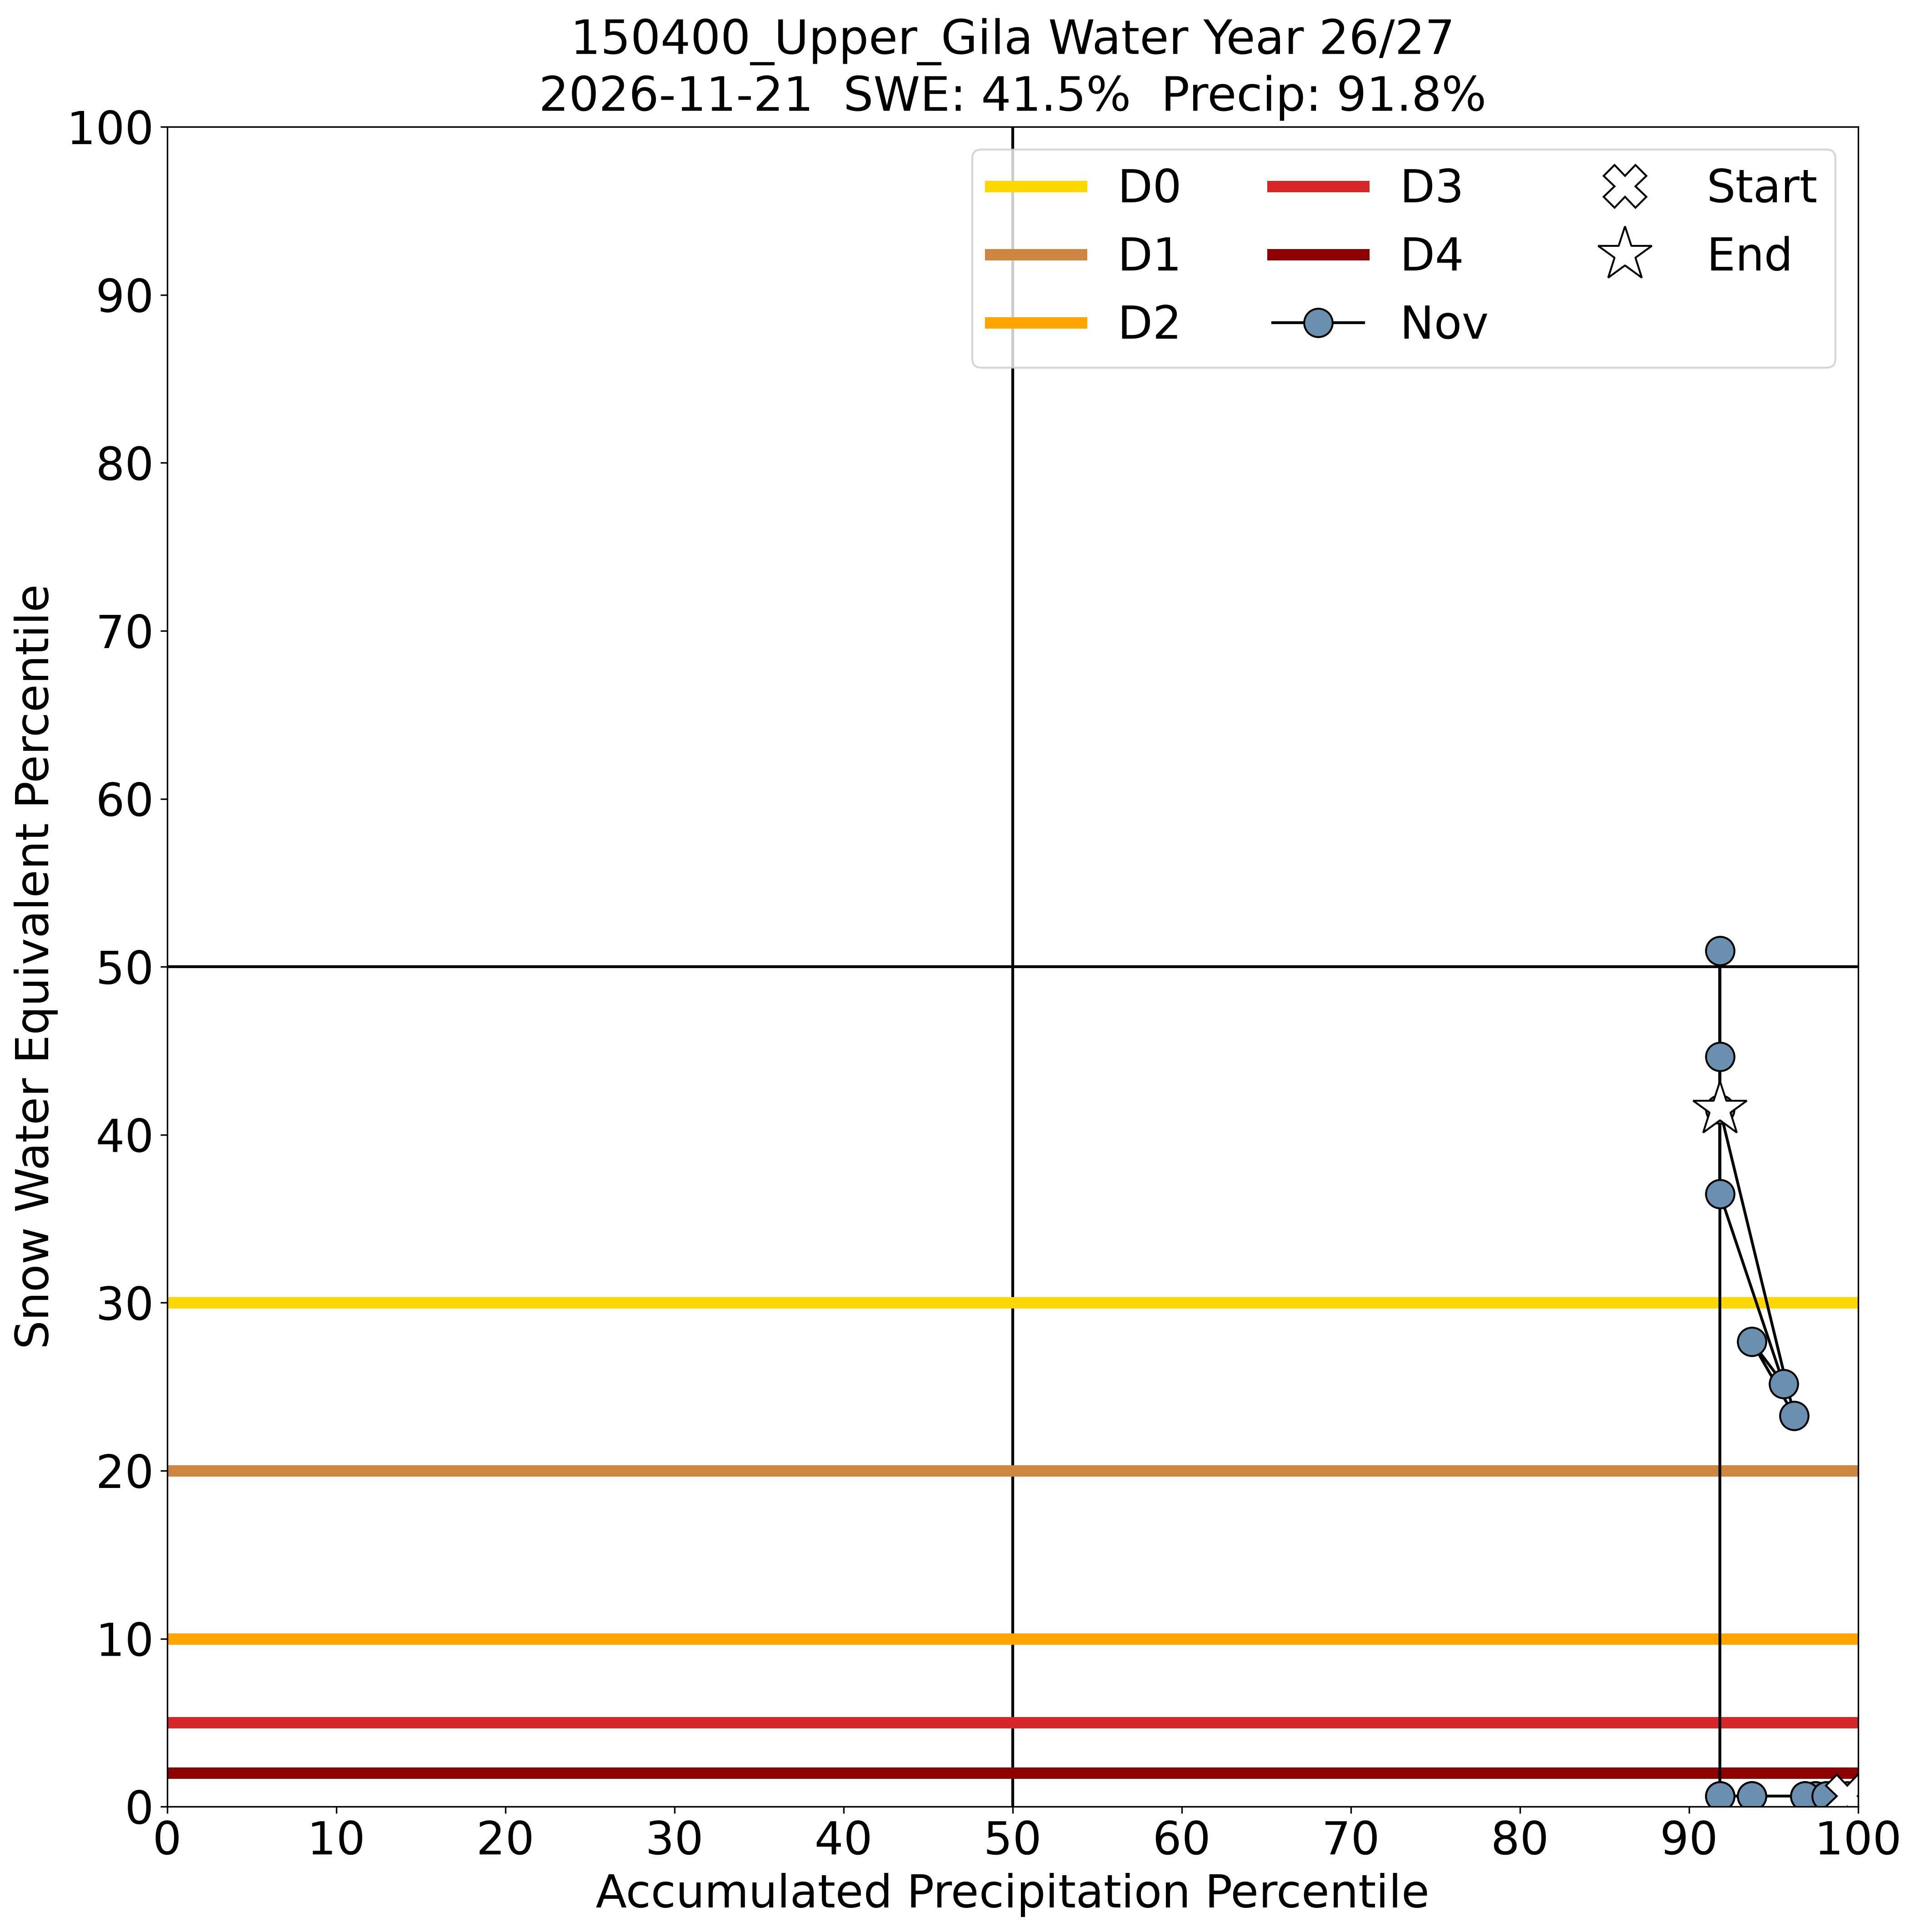 150400_Upper_Gila Water Year 26/27
2026-11-21  SWE: 41.5%  Precip: 91.8%
100
90
80
70
60
50
40
30
20
10
0
Snow Water Equivalent Percentile
D0
D1
D2
D3
D4
Nov
Start
End
0 10 20 30 40 50 60 70 80 90 100
Accumulated Precipitation Percentile